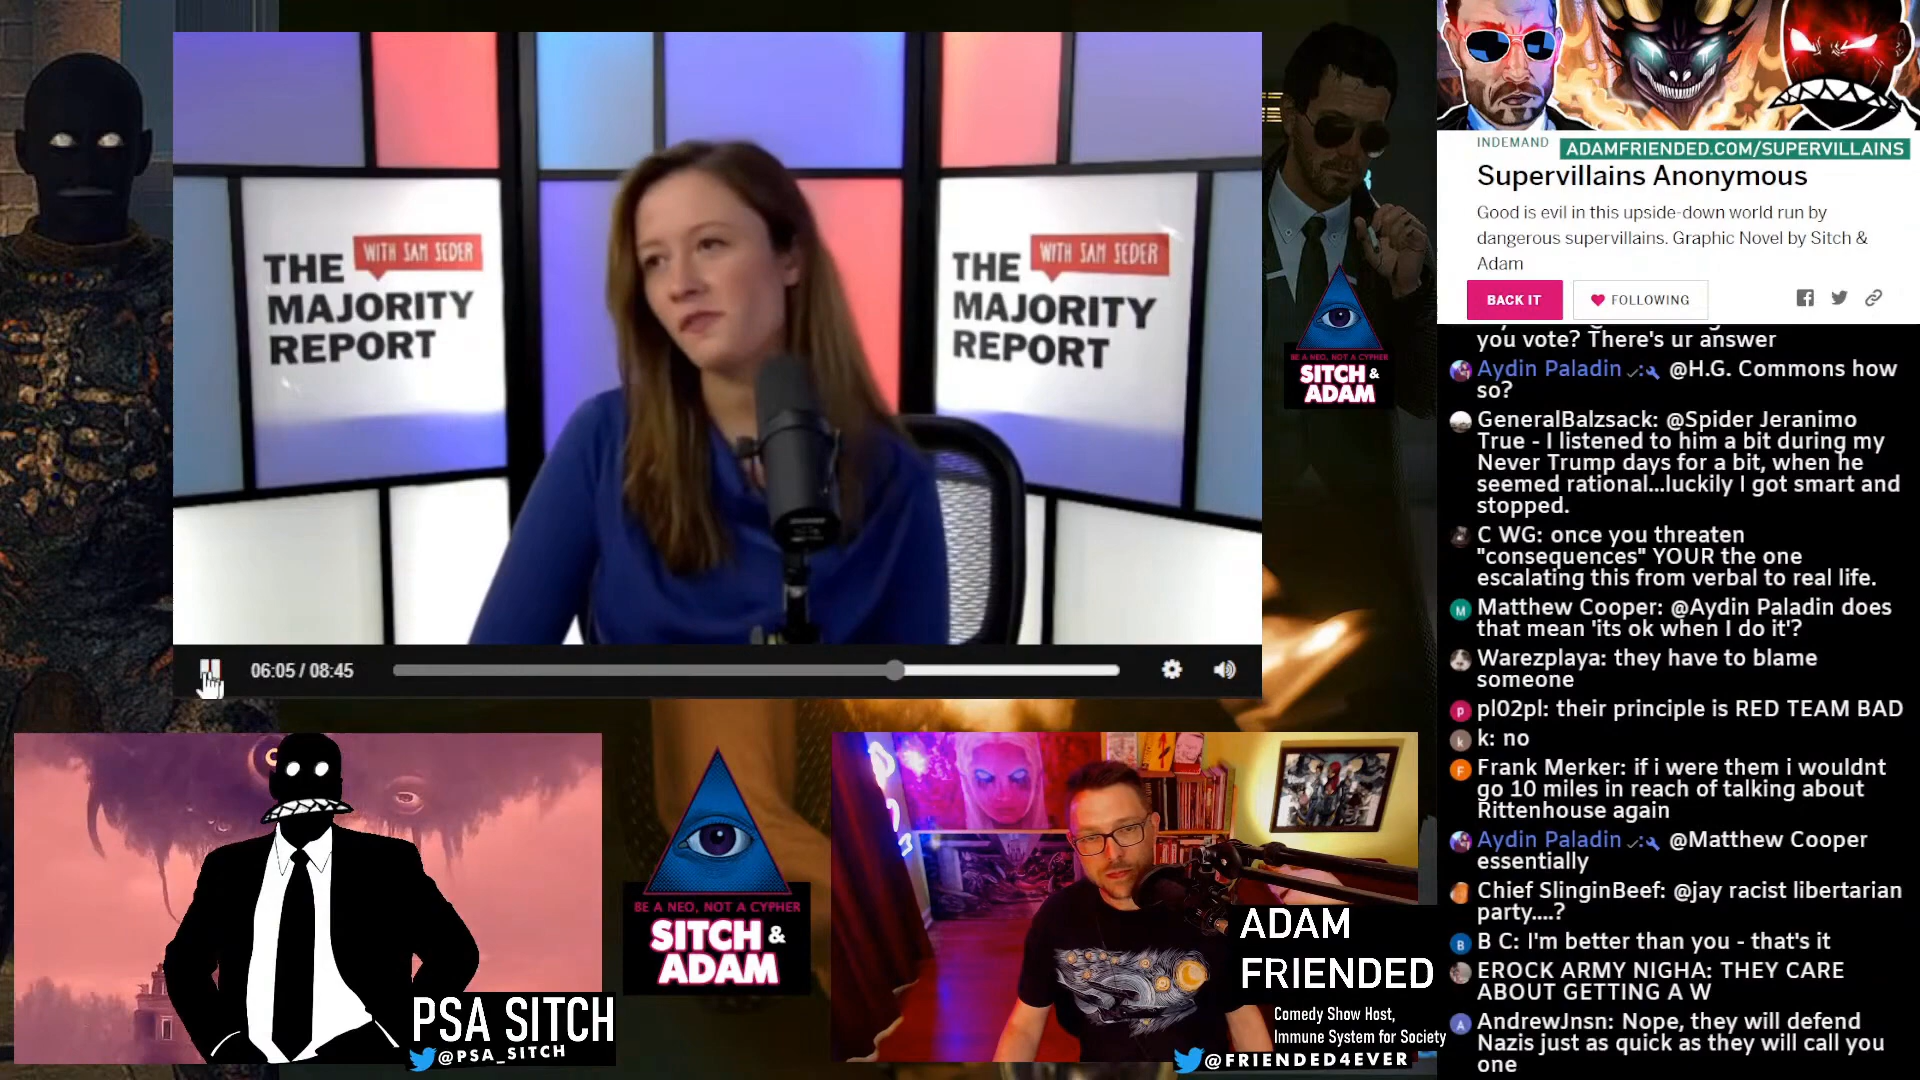 WITH SAM SEDER
THE
MAJORITY
REPORT
WITH SAM SEDER
THE
MAJORITY
REPORT
06:05 / 08:45
BE A NEO, NOT A CYPHER
SITCH &
ADAM
INDEMAND
ADAMFRIENDED.COM/SUPERVILLAINS
Supervillains Anonymous
Good is evil in this upside-down world run by
dangerous supervillains. Graphic Novel by Sitch &
Adam
BACK IT
FOLLOWING
you vote? There's ur answer
Aydin Paladin @H.G. Commons how
so?
GeneralBalzsack: @Spider Jeranimo
True - I listened to him a bit during my
Never Trump days for a bit, when he
seemed rational...luckily I got smart and
stopped.
C WG: once you threaten
"consequences" YOUR the one
escalating this from verbal to real life.
M
Matthew Cooper: @Aydin Paladin does
that mean 'its ok when I do it'?
Warezplaya: they have to blame
someone
p
pl02pl: their principle is RED TEAM BAD
k
k: no
F
Frank Merker: if i were them i wouldnt
go 10 miles in reach of talking about
Rittenhouse again
Aydin Paladin @Matthew Cooper
essentially
Chief SlinginBeef: @jay racist libertarian
party....?
B
B C: I'm better than you - that's it
EROCK ARMY NIGHA: THEY CARE
ABOUT GETTING A W
A
AndrewJnsn: Nope, they will defend
Nazis just as quick as they will call you
one
PSA SITCH
@PSA_SITCH
BE A NEO, NOT A CYPHER
SITCH &
ADAM
ADAM
FRIENDED
Comedy Show Host,
Immune System for Society
@FRIENDED4EVER